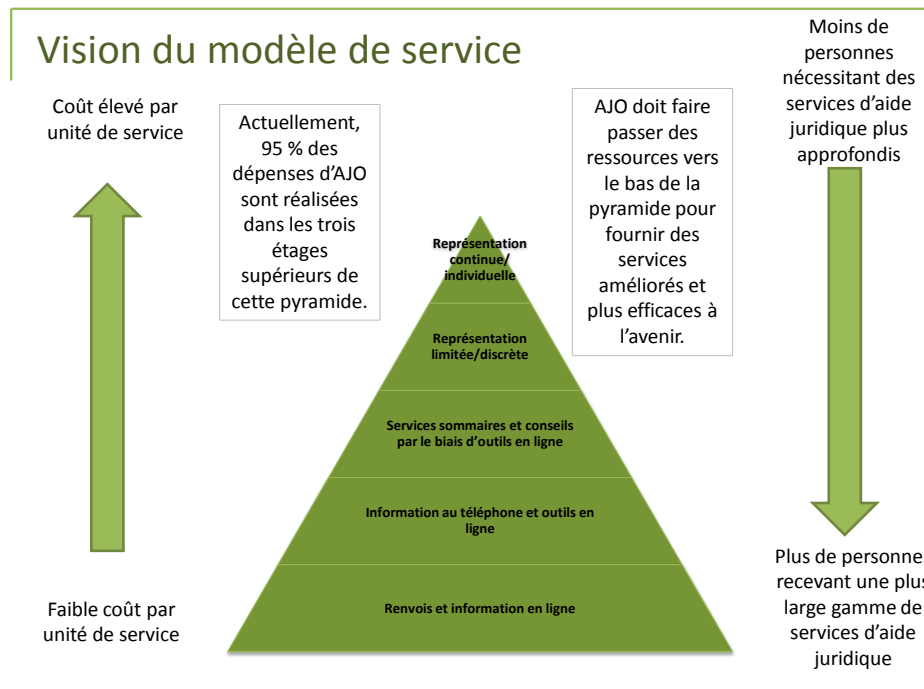 Vision du modèle de service
Coût élevé par
unité de service
Actuellement,
95 % des
dépenses d’AJO
sont réalisées
dans les trois
étages
supérieurs de
cette pyramide.
AJO doit faire
passer des
ressources vers
le bas de la
pyramide pour
fournir des
services
améliorés et
plus efficaces à
l’avenir.
Moins de
personnes
nécessitant des
services d’aide
juridique plus
approfondis
Représentation
continue/
individuelle
Représentation
limitée/discrète
Services sommaires et conseils
par le biais d’outils en ligne
Information au téléphone et outils en
ligne
Renvois et information en ligne
Faible coût par
unité de service
Plus de personne
recevant une plus
large gamme de
services d’aide
juridique